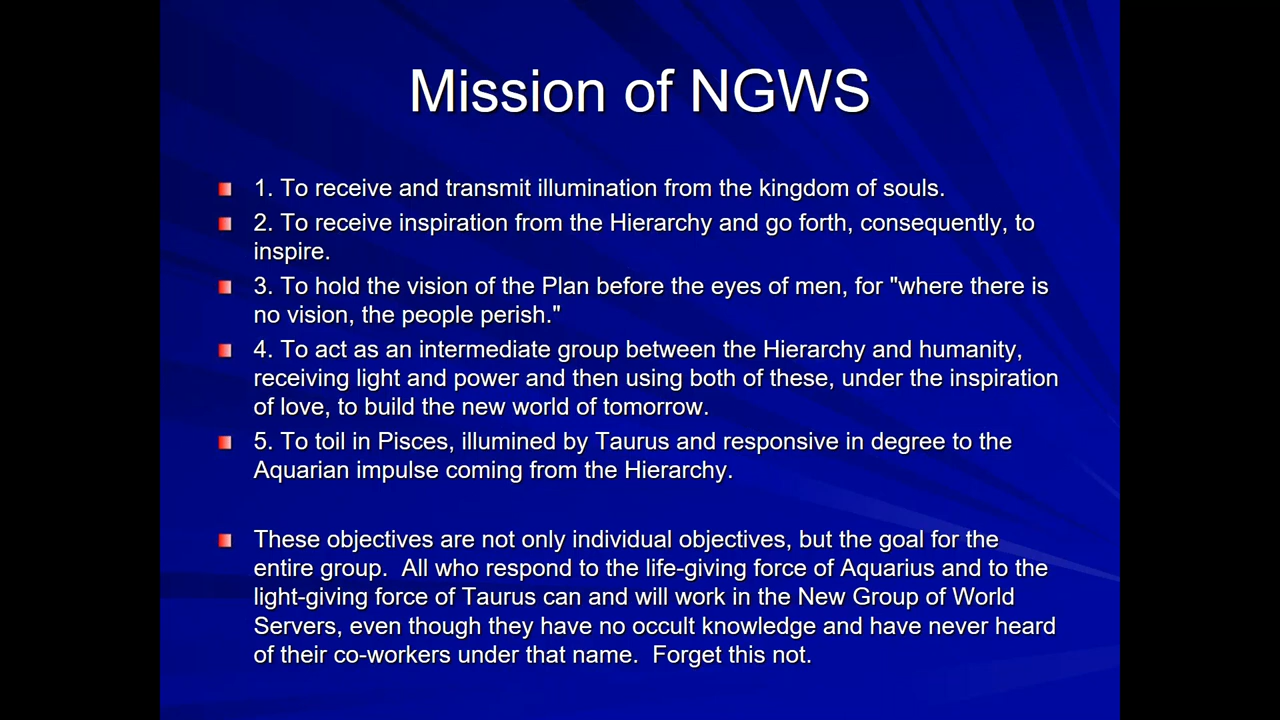 Mission of NGWS
1. To receive and transmit illumination from the kingdom of souls.
2. To receive inspiration from the Hierarchy and go forth, consequently, to
inspire.
3. To hold the vision of the Plan before the eyes of men, for "where there is
no vision, the people perish."
4. To act as an intermediate group between the Hierarchy and humanity,
receiving light and power and then using both of these, under the inspiration
of love, to build the new world of tomorrow.
5. To toil in Pisces, illumined by Taurus and responsive in degree to the
Aquarian impulse coming from the Hierarchy.
These objectives are not only individual objectives, but the goal for the
entire group.  All who respond to the life-giving force of Aquarius and to the
light-giving force of Taurus can and will work in the New Group of World
Servers, even though they have no occult knowledge and have never heard
of their co-workers under that name.  Forget this not.